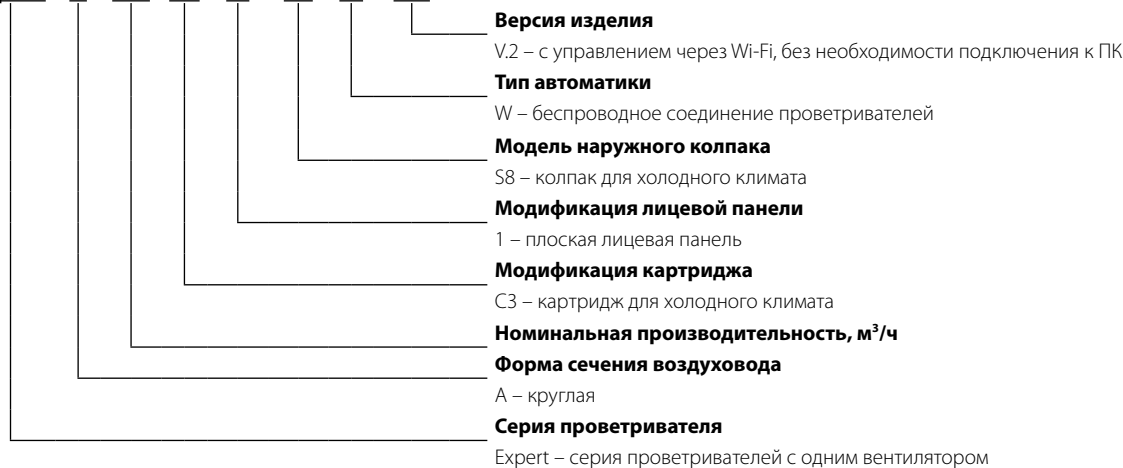 Версия изделия
V.2 – с управлением через Wi-Fi, без необходимости подключения к ПК
Тип автоматики
W – беспроводное соединение проветривателей
Модель наружного колпака
S8 – колпак для холодного климата
Модификация лицевой панели
1 – плоская лицевая панель
Модификация картриджа
C3 – картридж для холодного климата
Номинальная производительность, м³/ч
Форма сечения воздуховода
А – круглая
Серия проветривателя
Expert – серия проветривателей с одним вентилятором